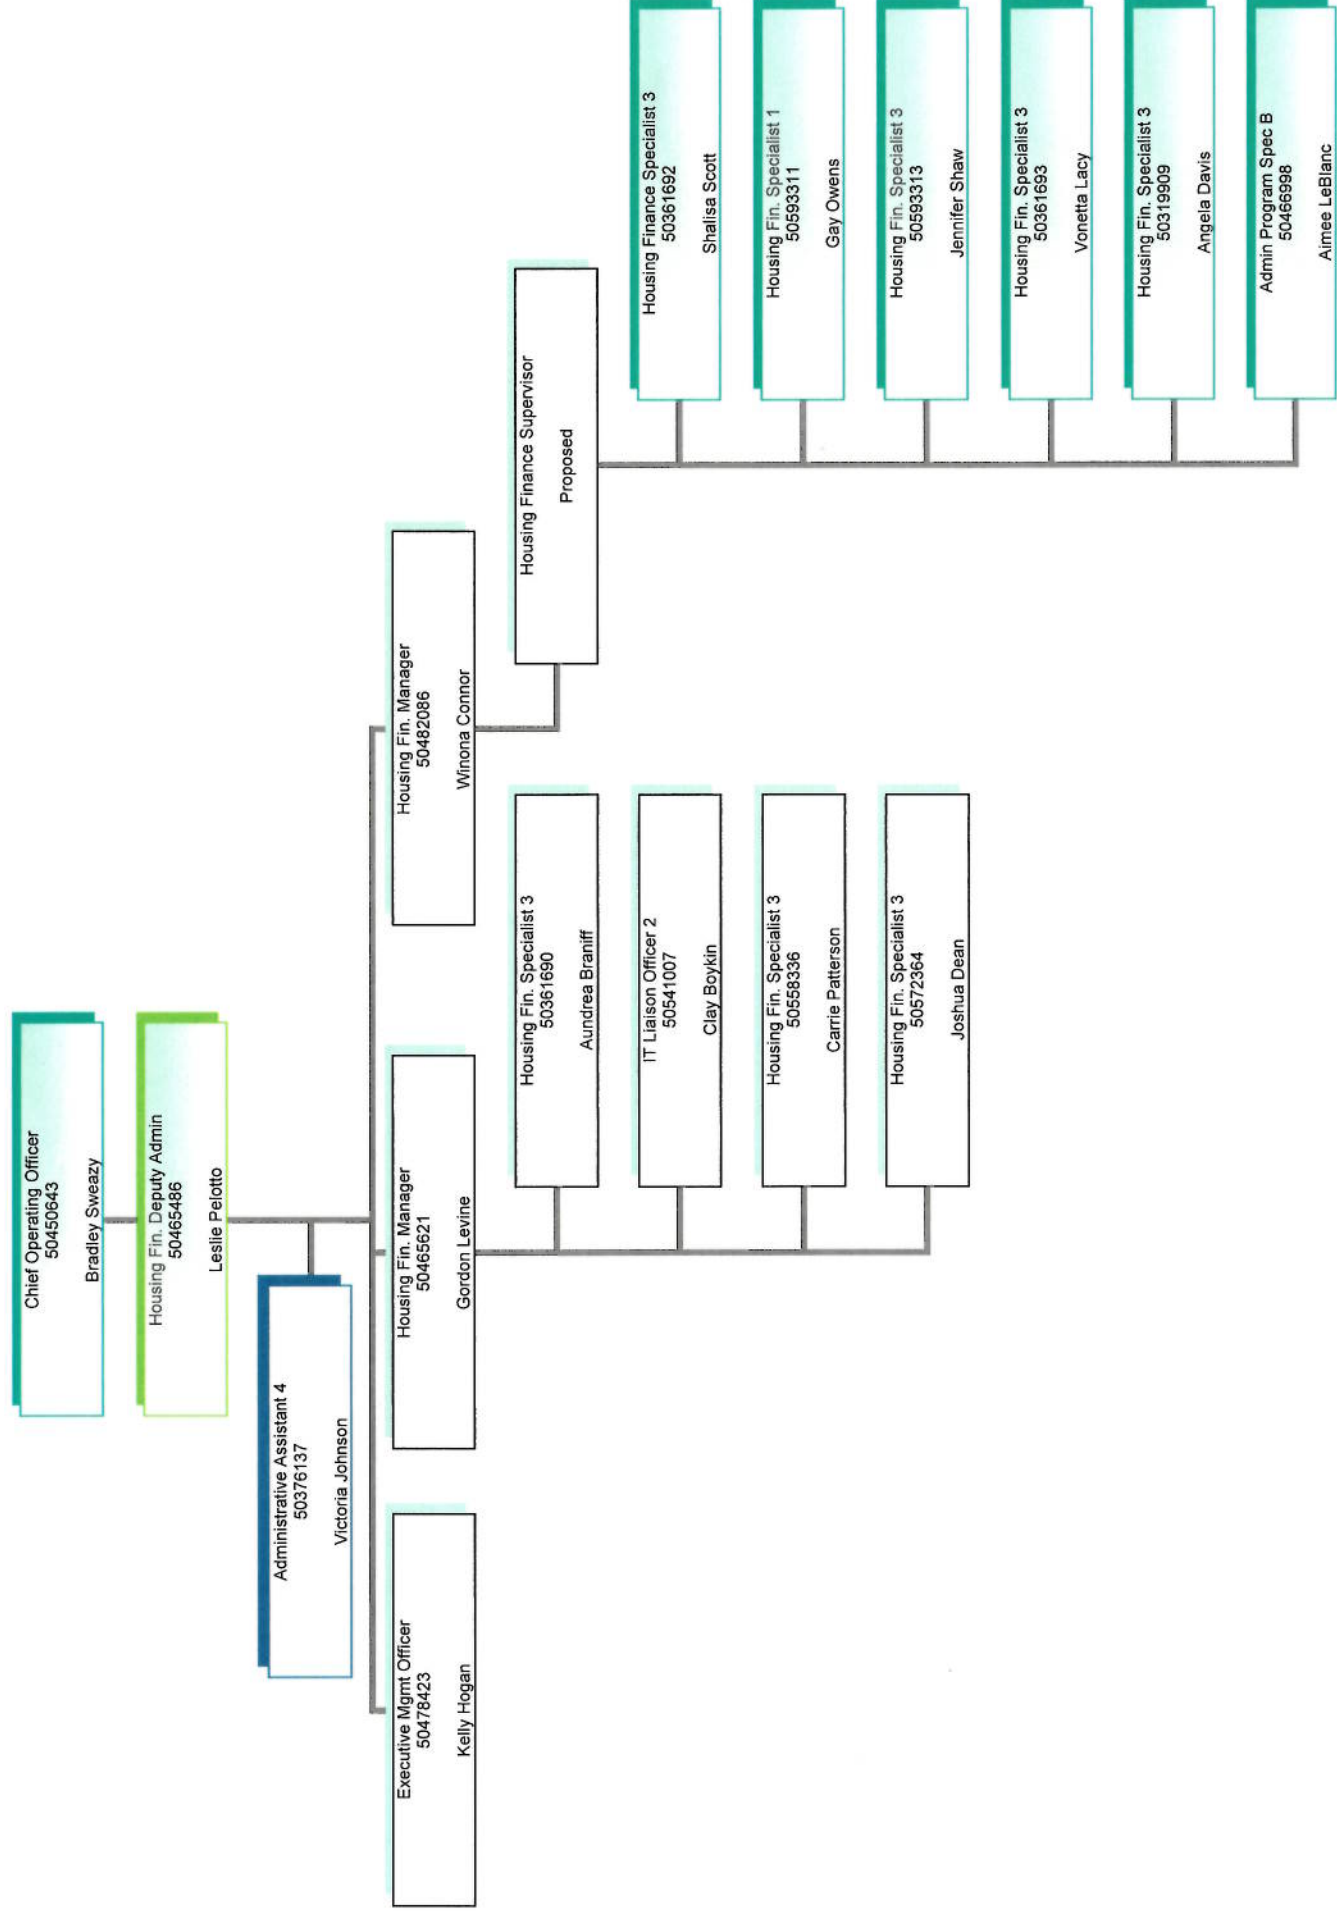 Chief Operating Officer
50450643
Bradley Sweazy
Housing Fin. Deputy Admin
50465486
Leslie Pelotto
Administrative Assistant 4
50376137
Victoria Johnson
Executive Mgmt Officer
50478423
Kelly Hogan
Housing Fin. Manager
50465621
Gordon Levine
Housing Fin. Specialist 3
50361690
Aundrea Braniff
IT Liaison Officer 2
50541007
Clay Boykin
Housing Fin. Specialist 3
50558336
Carrie Patterson
Housing Fin. Specialist 3
50572364
Joshua Dean
Housing Fin. Manager
50482086
Winona Connor
Housing Finance Supervisor
Proposed
Housing Finance Specialist 3
50361692
Shalisa Scott
Housing Fin. Specialist 1
50593311
Gay Owens
Housing Fin. Specialist 3
50593313
Jennifer Shaw
Housing Fin. Specialist 3
50361693
Vonetta Lacy
Housing Fin. Specialist 3
50319909
Angela Davis
Admin Program Spec B
50466998
Aimee LeBlanc